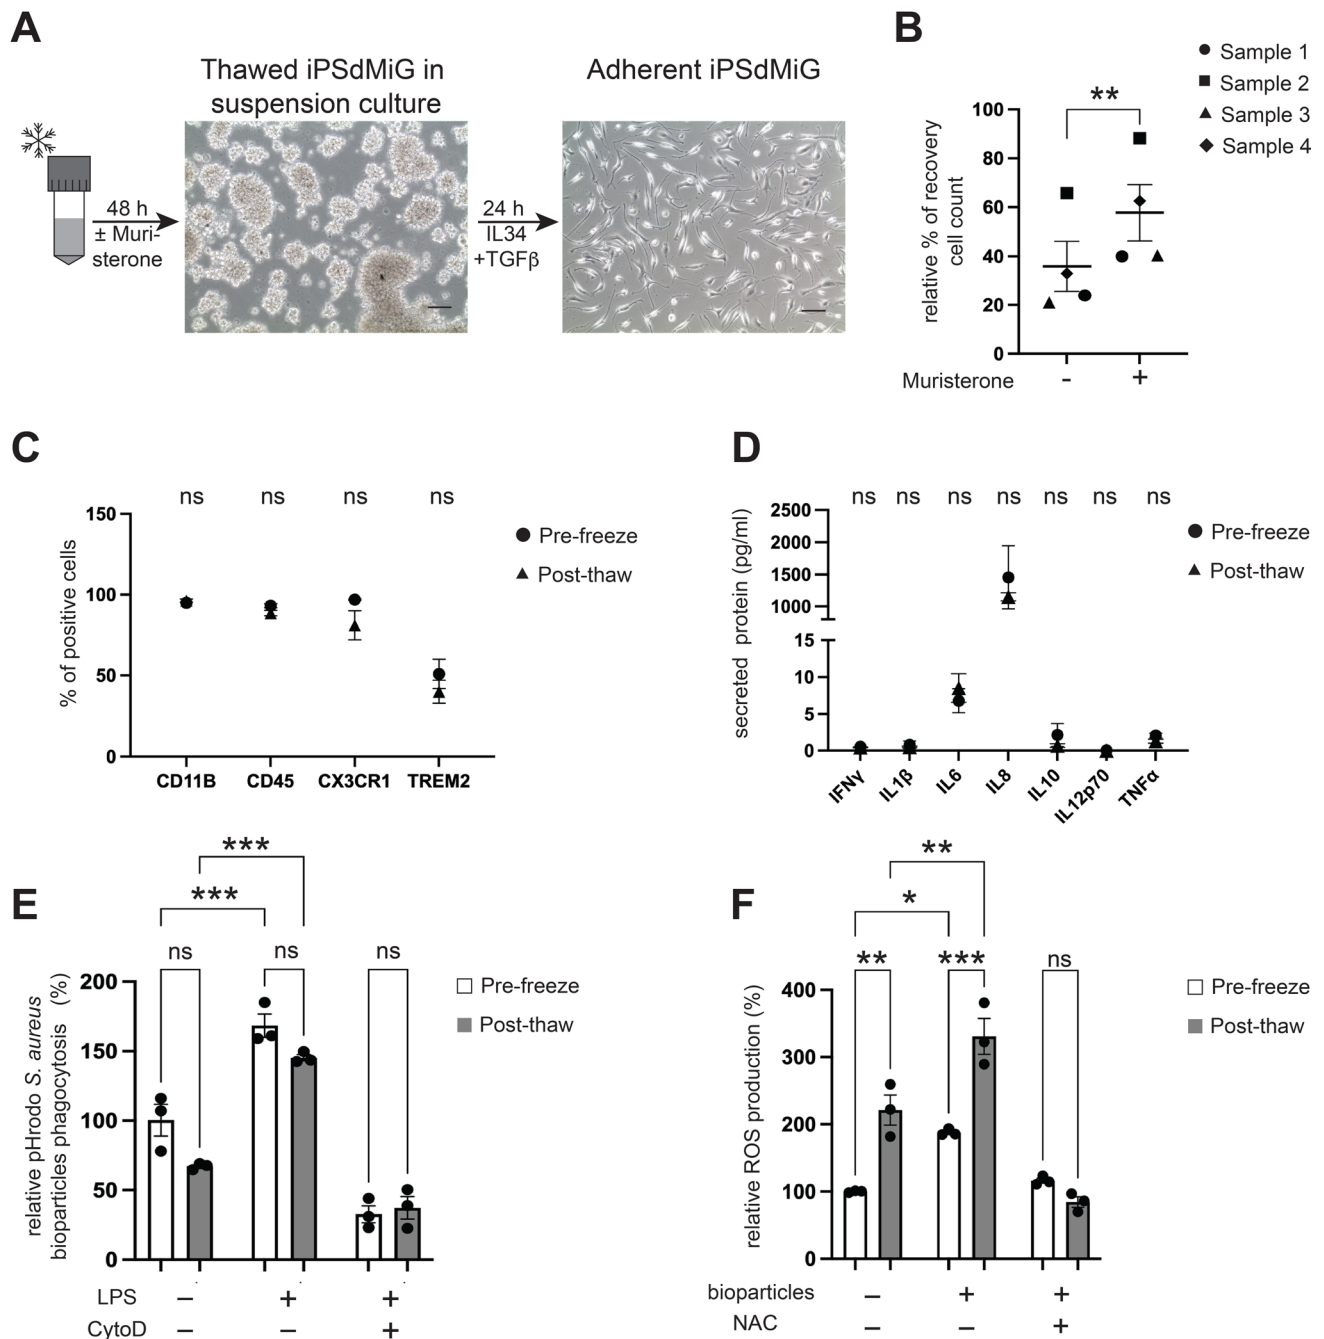 A
Thawed iPSdMiG in
suspension culture
Adherent iPSdMiG
48 h
± Muri-
sterone
24 h
IL34
+TGFβ
B
Sample 1
Sample 2
Sample 3
Sample 4
**
relative % of recovery
cell count
100
80
60
40
20
0
Muristerone - +
C
ns ns ns ns
% of positive cells
150
100
50
0
CD11B CD45 CX3CR1 TREM2
Pre-freeze
Post-thaw
D
ns ns ns ns ns ns ns
secreted protein (pg/ml)
2500
2000
1500
1000
15
10
5
0
IFNγ IL1β IL6 IL8 IL10 IL12p70 TNFα
Pre-freeze
Post-thaw
E
***
***
ns ns ns
relative pHrodo S. aureus
bioparticles phagocytosis (%)
200
150
100
50
0
Pre-freeze
Post-thaw
LPS − + +
CytoD − − +
F
**
*
** *** ns
relative ROS production (%)
400
300
200
100
0
Pre-freeze
Post-thaw
bioparticles − + +
NAC − − +